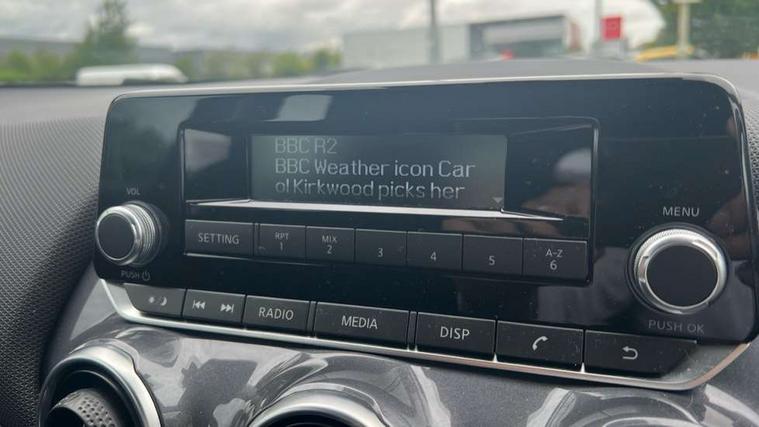 BBC R2
BBC Weather icon Car
ol Kirkwood picks her
VOL
PUSH
SETTING
RPT
1
MIX
2
3
4
5
A-Z
6
MENU
PUSH OK
RADIO
MEDIA
DISP